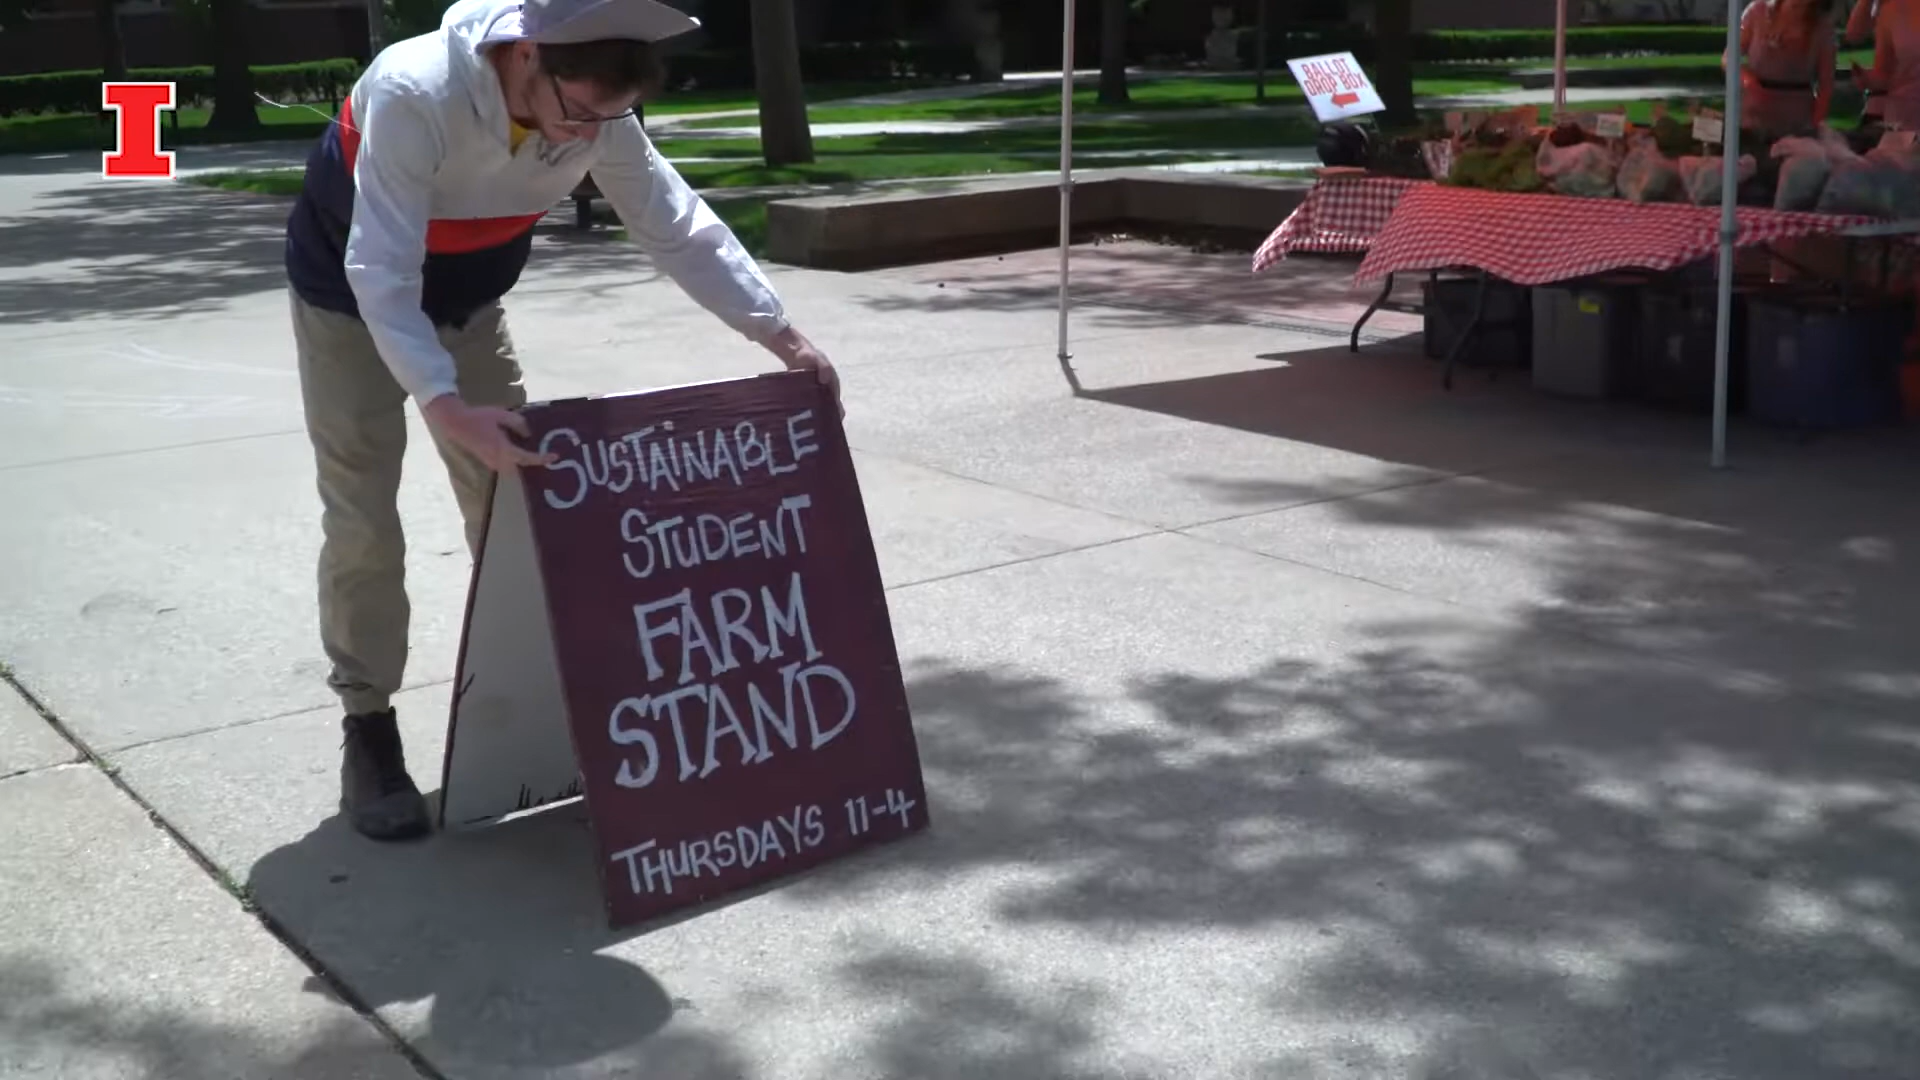 I
SUSTAiNABLE
STUDENT
FARM
STAND
THURSDAYS 11-4
BALLOT
DROP BOX